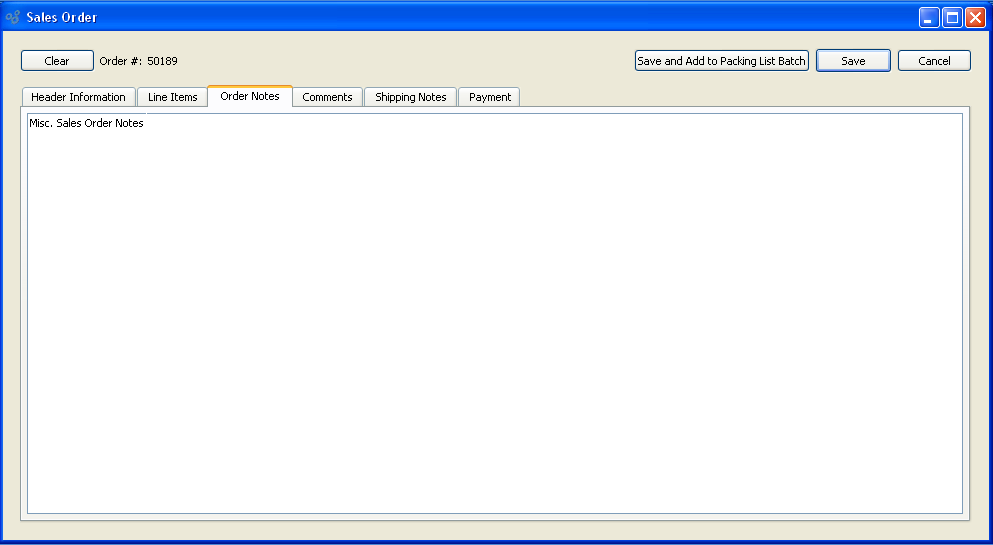 Sales Order
Clear Order #: 50189 Save and Add to Packing List Batch Save Cancel
Header Information Line Items Order Notes Comments Shipping Notes Payment
Misc. Sales Order Notes